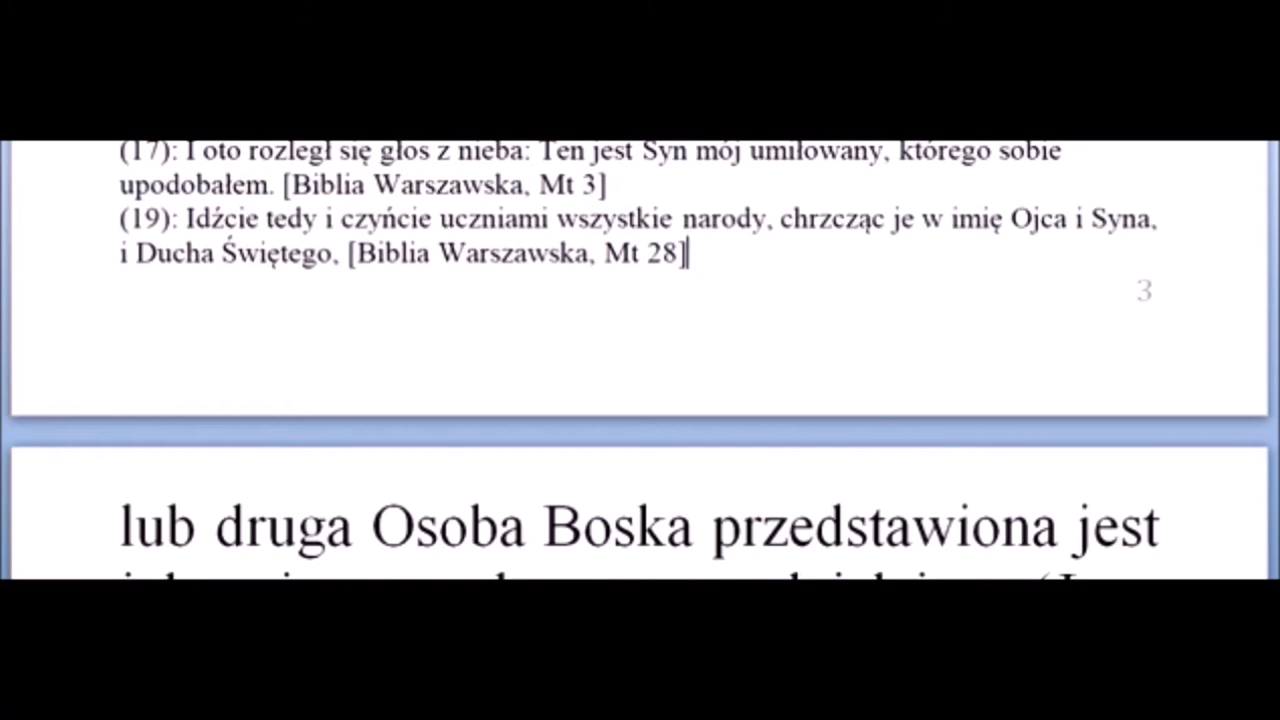 (17): I oto rozległ się głos z nieba: Ten jest Syn mój umiłowany, którego sobie
upodobałem. [Biblia Warszawska, Mt 3]
(19): Idźcie tedy i czyńcie uczniami wszystkie narody, chrzcząc je w imię Ojca i Syna,
i Ducha Świętego, [Biblia Warszawska, Mt 28]
3
lub druga Osoba Boska przedstawiona jest